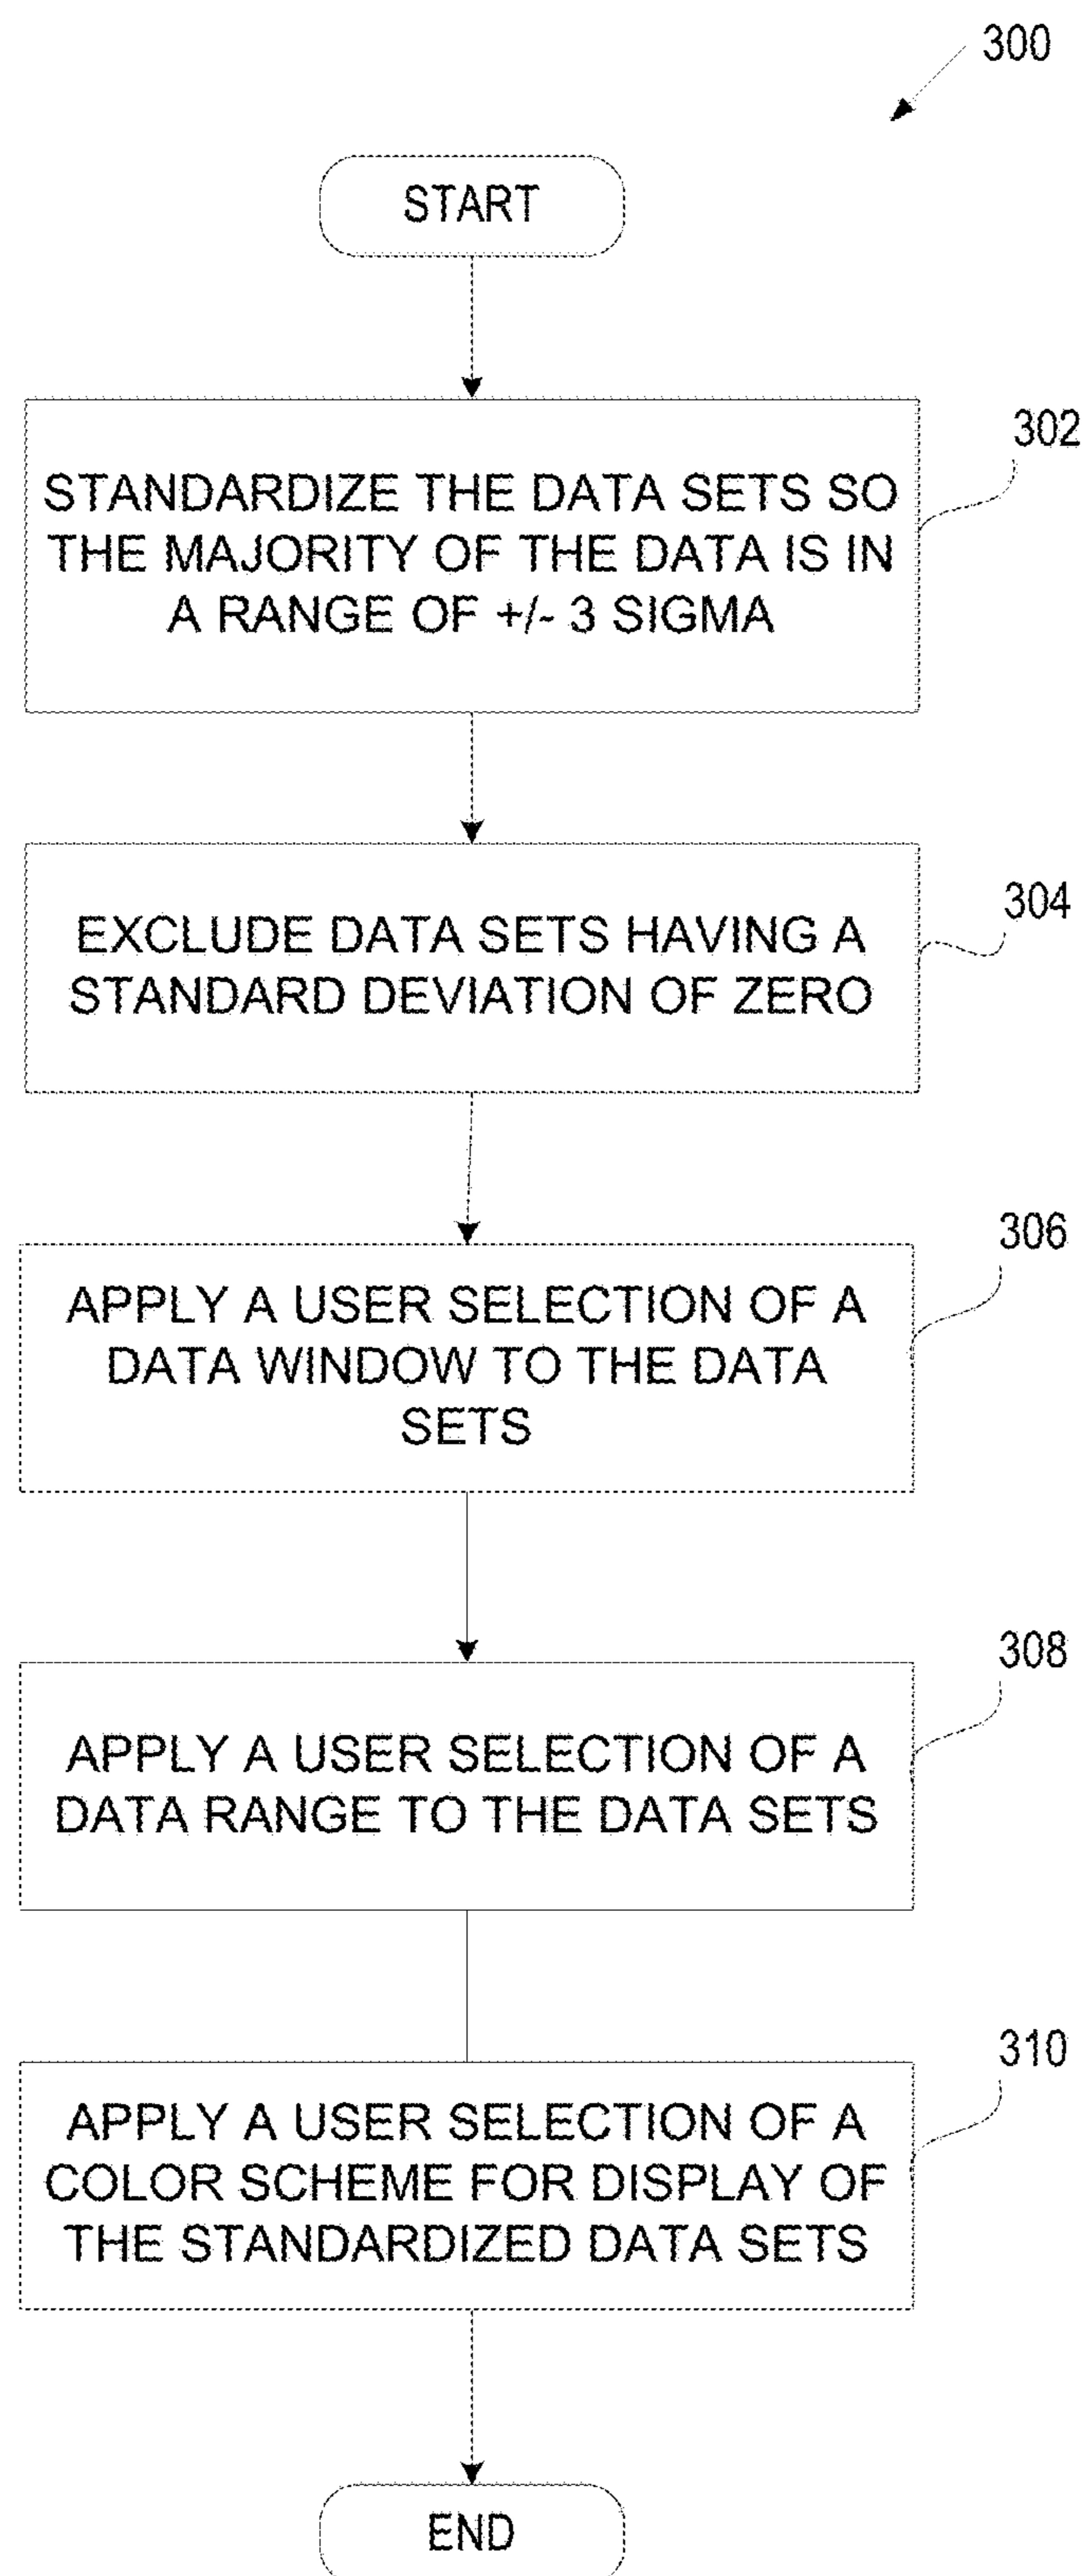 300
START
302
STANDARDIZE THE DATA SETS SO
THE MAJORITY OF THE DATA IS IN
A RANGE OF +/- 3 SIGMA
304
EXCLUDE DATA SETS HAVING A
STANDARD DEVIATION OF ZERO
306
APPLY A USER SELECTION OF A
DATA WINDOW TO THE DATA
SETS
308
APPLY A USER SELECTION OF A
DATA RANGE TO THE DATA SETS
310
APPLY A USER SELECTION OF A
COLOR SCHEME FOR DISPLAY OF
THE STANDARDIZED DATA SETS
END